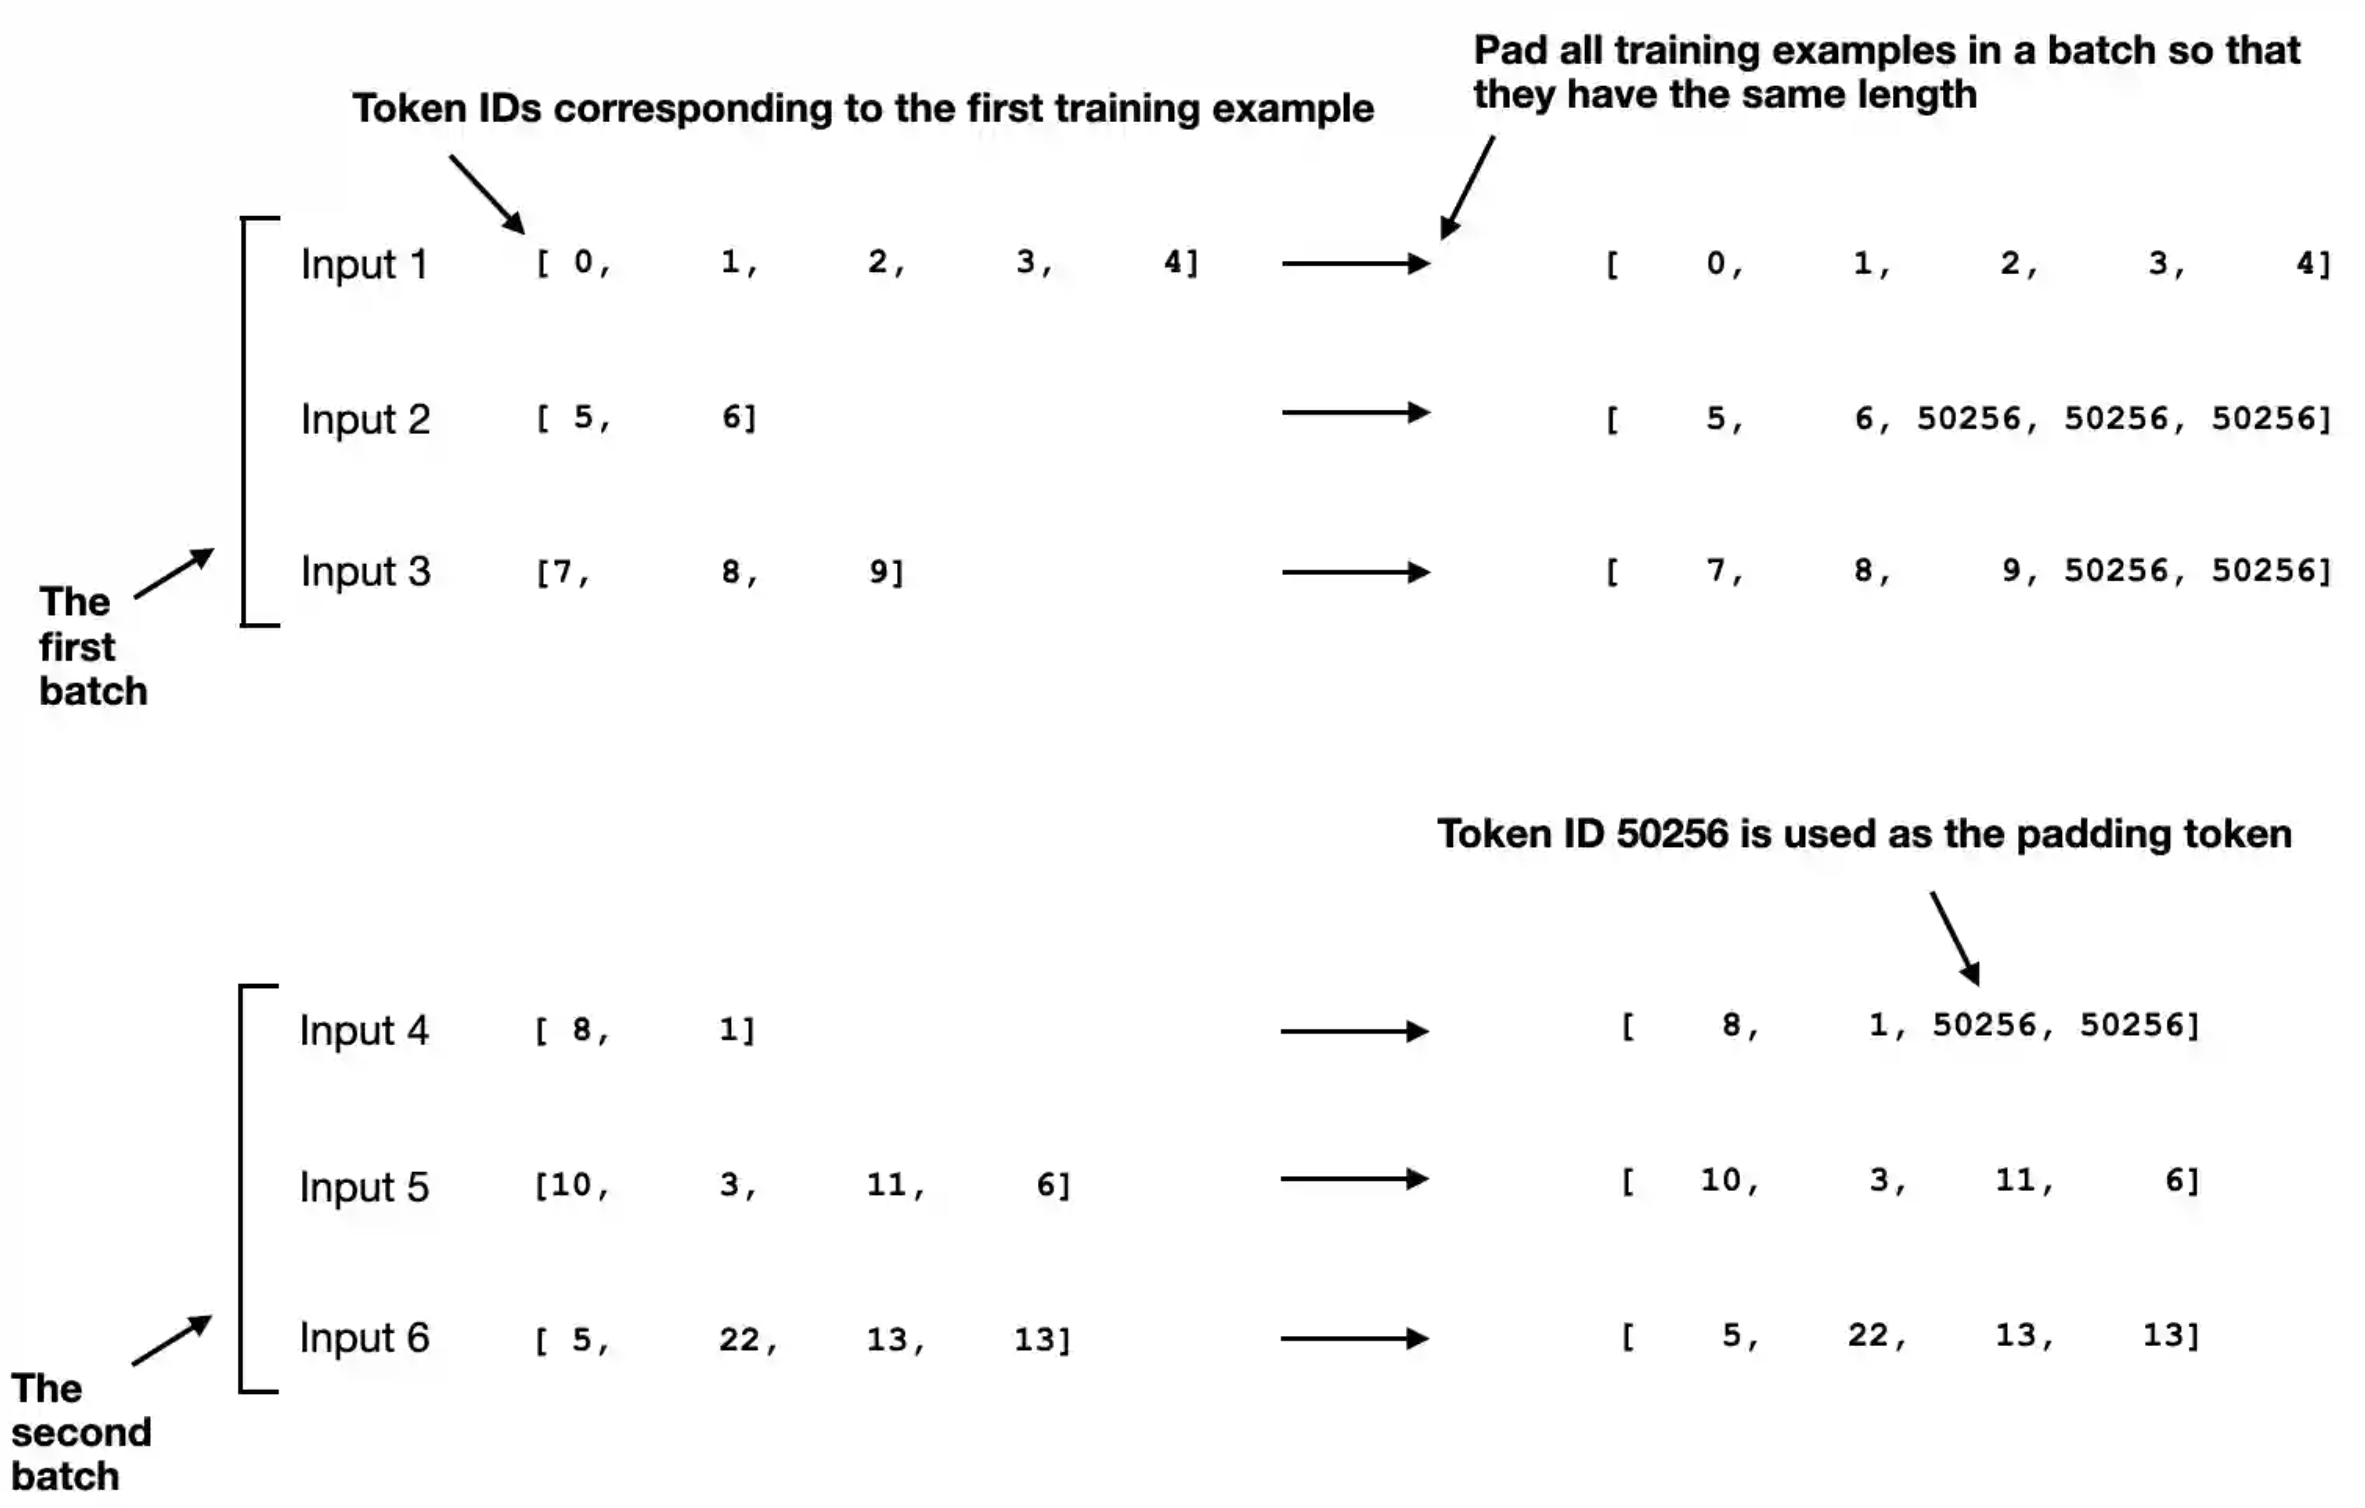 Pad all training examples in a batch so that
they have the same length
Token IDs corresponding to the first training example
Input 1 [ 0, 1, 2, 3, 4] [ 0, 1, 2, 3, 4]
Input 2 [ 5, 6] [ 5, 6, 50256, 50256, 50256]
Input 3 [7, 8, 9] [ 7, 8, 9, 50256, 50256]
The
first
batch
Token ID 50256 is used as the padding token
Input 4 [ 8, 1] [ 8, 1, 50256, 50256]
Input 5 [10, 3, 11, 6] [ 10, 3, 11, 6]
Input 6 [ 5, 22, 13, 13] [ 5, 22, 13, 13]
The
second
batch